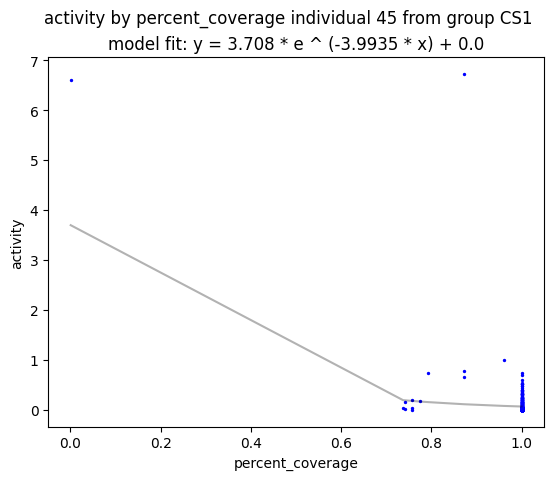 activity by percent_coverage individual 45 from group CS1
model fit: y = 3.708 * e ^ (-3.9935 * x) + 0.0
7
6
5
4
3
2
1
0
activity
0.0 0.2 0.4 0.6 0.8 1.0
percent_coverage